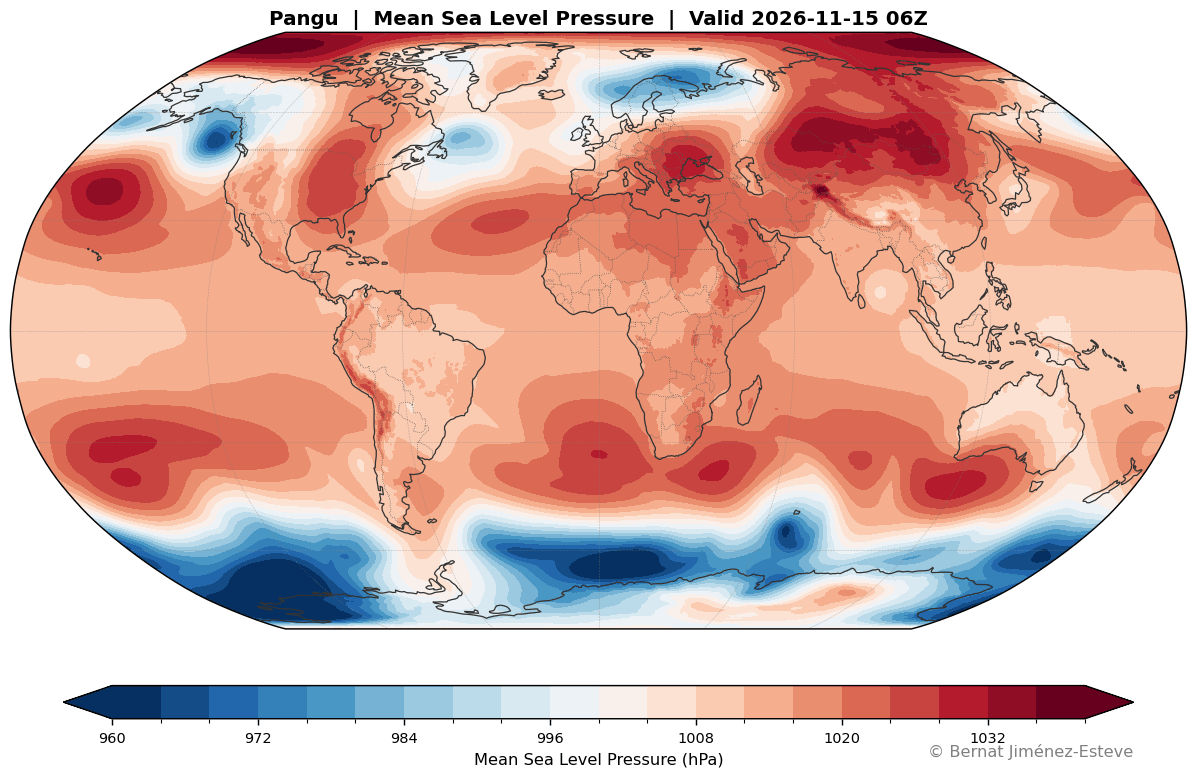 Pangu | Mean Sea Level Pressure | Valid 2026-11-15 06Z
960 972 984 996 1008 1020 1032
Mean Sea Level Pressure (hPa)
© Bernat Jiménez-Esteve